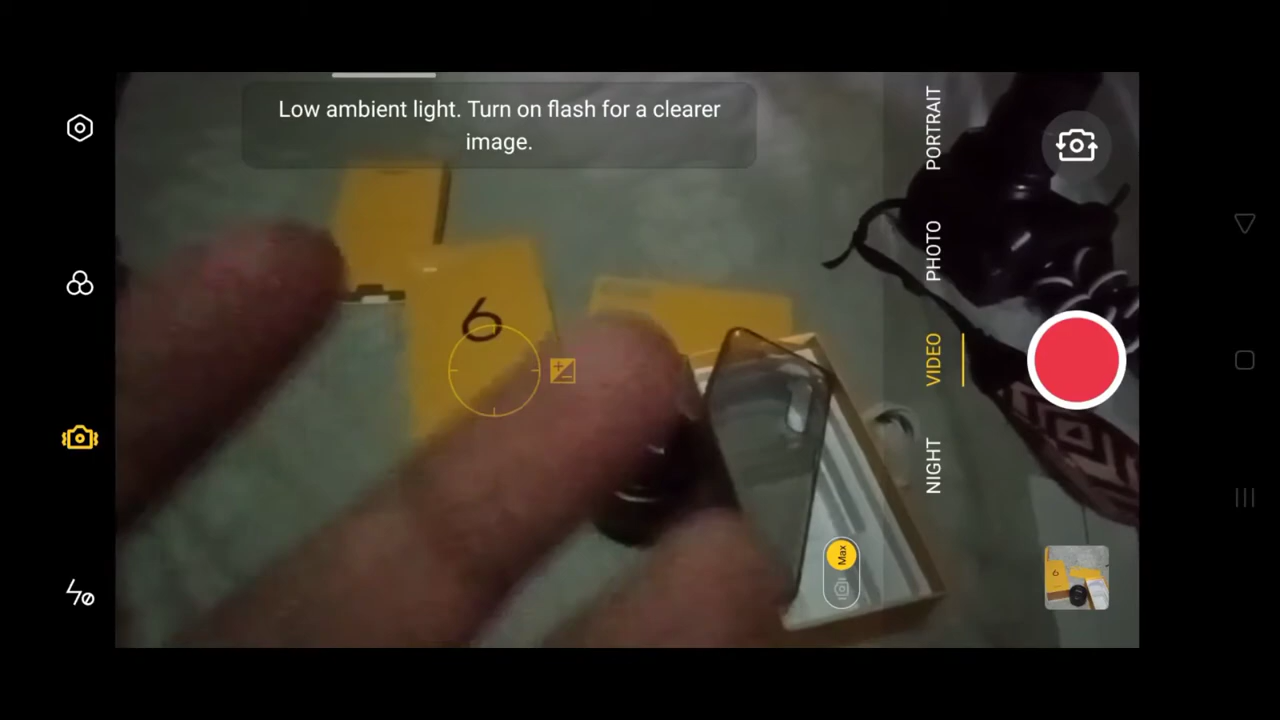 Low ambient light. Turn on flash for a clearer
image.
PORTRAIT
PHOTO
VIDEO
NIGHT
6
Max